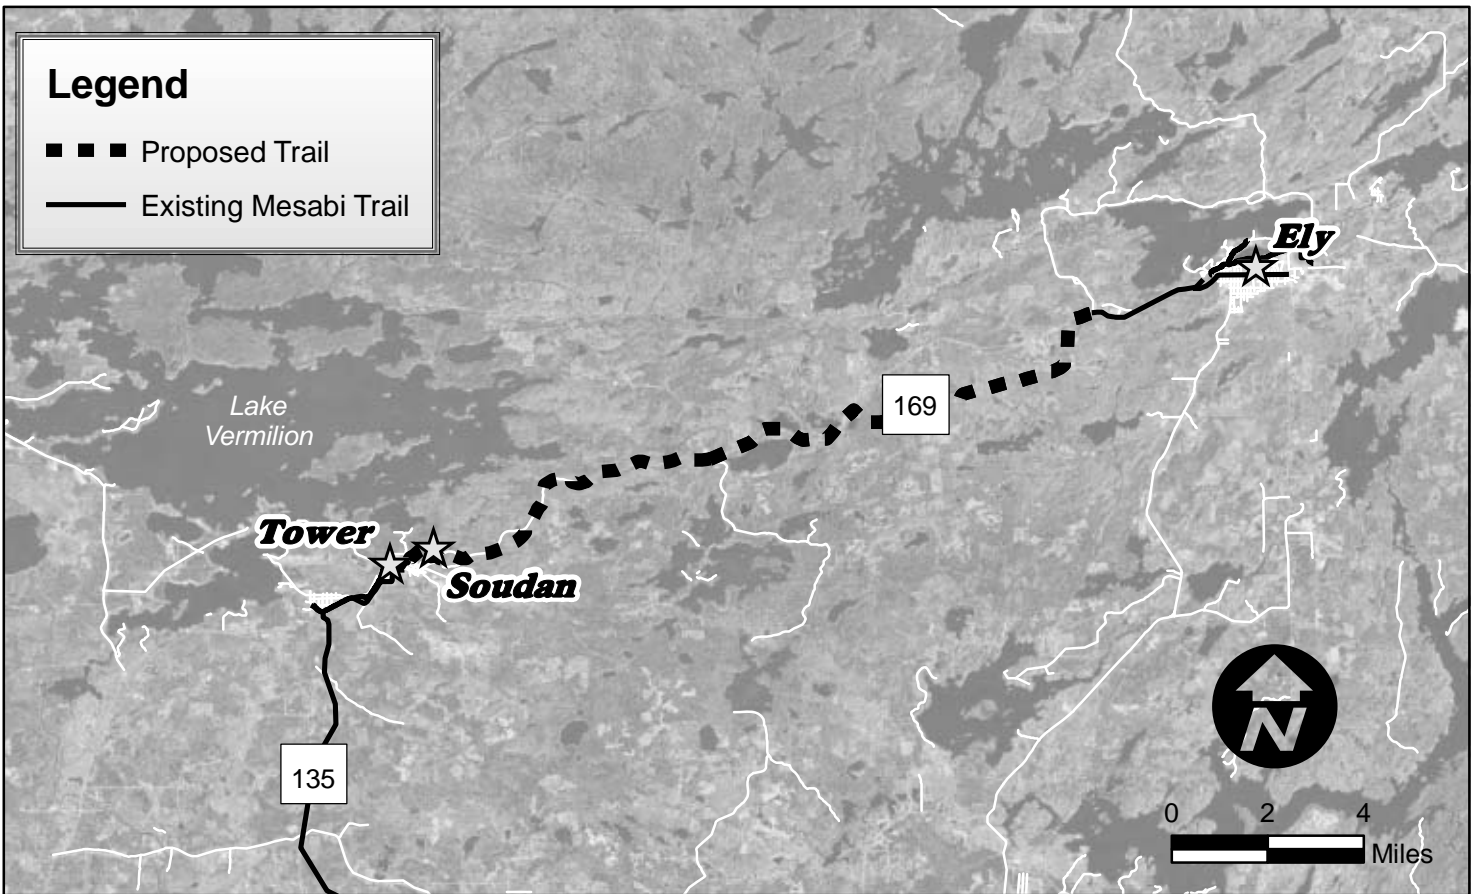 Legend
Proposed Trail
Existing Mesabi Trail
Ely
169
Lake
Vermilion
Tower
Soudan
N
135
0 2 4
Miles